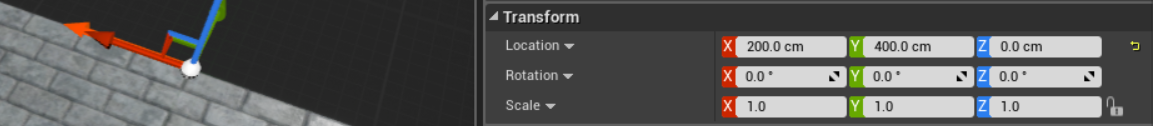 Transform
Location X 200.0 cm Y 400.0 cm Z 0.0 cm
Rotation X 0.0 ° Y 0.0 ° Z 0.0 °
Scale X 1.0 Y 1.0 Z 1.0